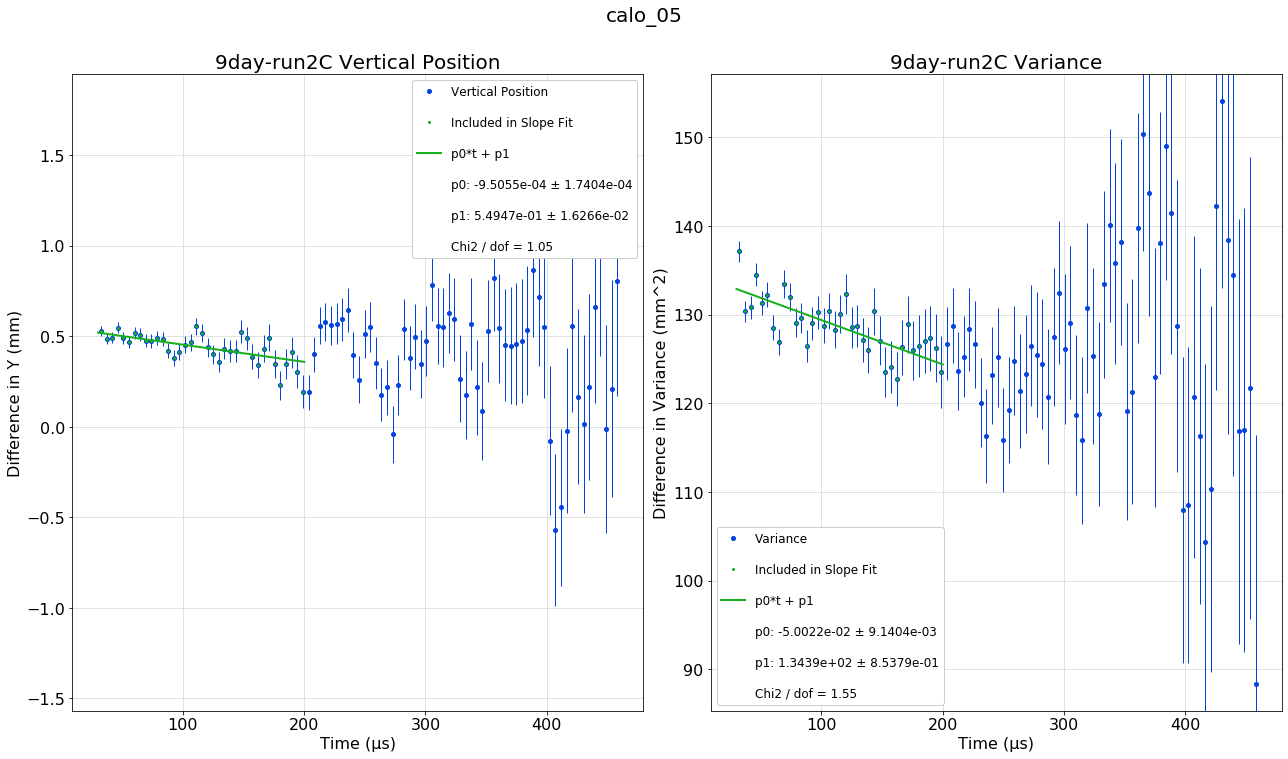 calo_05
9day-run2C Vertical Position
Difference in Y (mm)
1.5
1.0
0.5
0.0
−0.5
−1.0
−1.5
100 200 300 400
Time (μs)
Vertical Position
Included in Slope Fit
p0*t + p1
p0: -9.5055e-04 ± 1.7404e-04
p1: 5.4947e-01 ± 1.6266e-02
Chi2 / dof = 1.05
9day-run2C Variance
Difference in Variance (mm^2)
150
140
130
120
110
100
90
100 200 300 400
Time (μs)
Variance
Included in Slope Fit
p0*t + p1
p0: -5.0022e-02 ± 9.1404e-03
p1: 1.3439e+02 ± 8.5379e-01
Chi2 / dof = 1.55